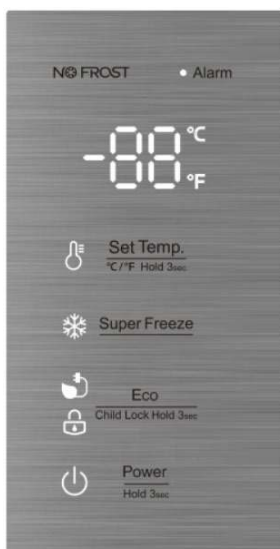 NO FROST
Alarm
-88 °C
°F
Set Temp.
°C/°F Hold 3sec
Super Freeze
Eco
Child Lock Hold 3sec
Power
Hold 3sec